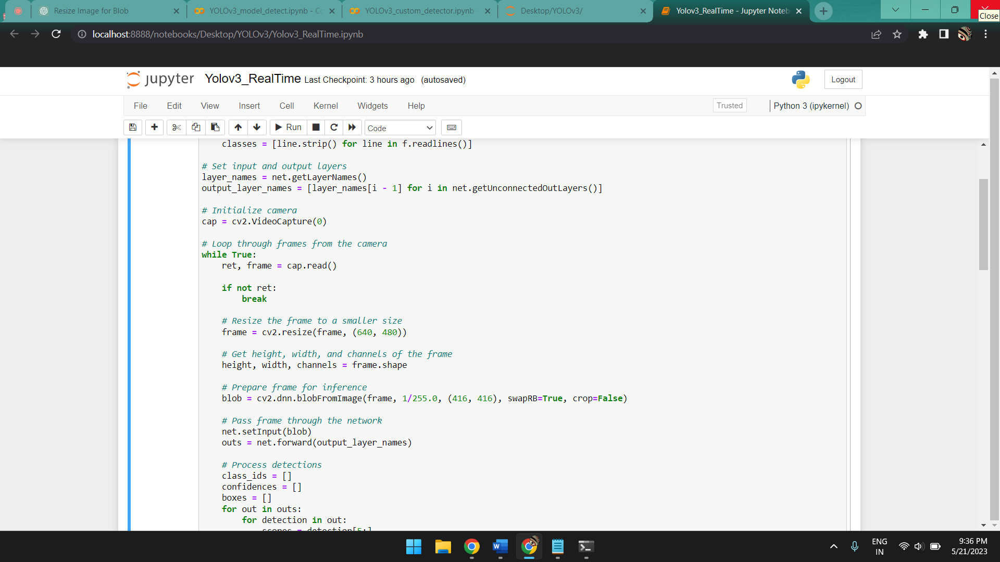 Resize Image for Blob
YOLOv3_model_detect.ipynb - Co
YOLOv3_custom_detector.ipynb -
Desktop/YOLOv3/
Yolov3_RealTime - Jupyter Noteb
Close
localhost:8888/notebooks/Desktop/YOLOv3/Yolov3_RealTime.ipynb
jupyter Yolov3_RealTime Last Checkpoint: 3 hours ago (autosaved)
Logout
File Edit View Insert Cell Kernel Widgets Help
Trusted
Python 3 (ipykernel)
Run
Code
classes = [line.strip() for line in f.readlines()]
# Set input and output layers
layer_names = net.getLayerNames()
output_layer_names = [layer_names[i - 1] for i in net.getUnconnectedOutLayers()]
# Initialize camera
cap = cv2.VideoCapture(0)
# Loop through frames from the camera
while True:
ret, frame = cap.read()
if not ret:
break
# Resize the frame to a smaller size
frame = cv2.resize(frame, (640, 480))
# Get height, width, and channels of the frame
height, width, channels = frame.shape
# Prepare frame for inference
blob = cv2.dnn.blobFromImage(frame, 1/255.0, (416, 416), swapRB=True, crop=False)
# Pass frame through the network
net.setInput(blob)
outs = net.forward(output_layer_names)
# Process detections
class_ids = []
confidences = []
boxes = []
for out in outs:
for detection in out:
scores = detection[5:]
ENG
IN
9:36 PM
5/21/2023